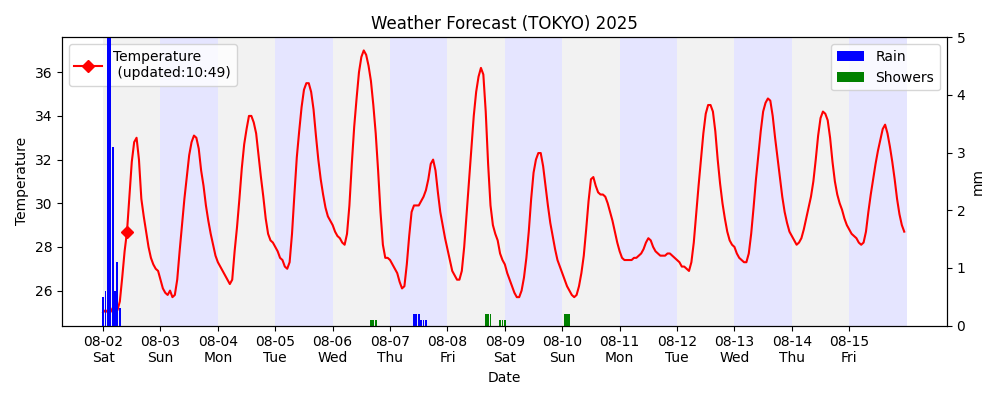 Weather Forecast (TOKYO) 2025
Temperature
(updated:10:49)
Rain
Showers
Temperature
36
34
32
30
28
26
5
4
3
2
1
0
mm
08-02 08-03 08-04 08-05 08-06 08-07 08-08 08-09 08-10 08-11 08-12 08-13 08-14 08-15
Sat Sun Mon Tue Wed Thu Fri Sat Sun Mon Tue Wed Thu Fri
Date